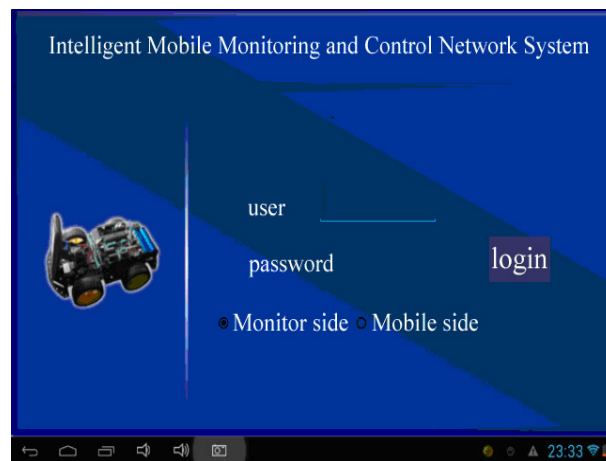 Intelligent Mobile Monitoring and Control Network System
user
password
login
Monitor side Mobile side
23:33